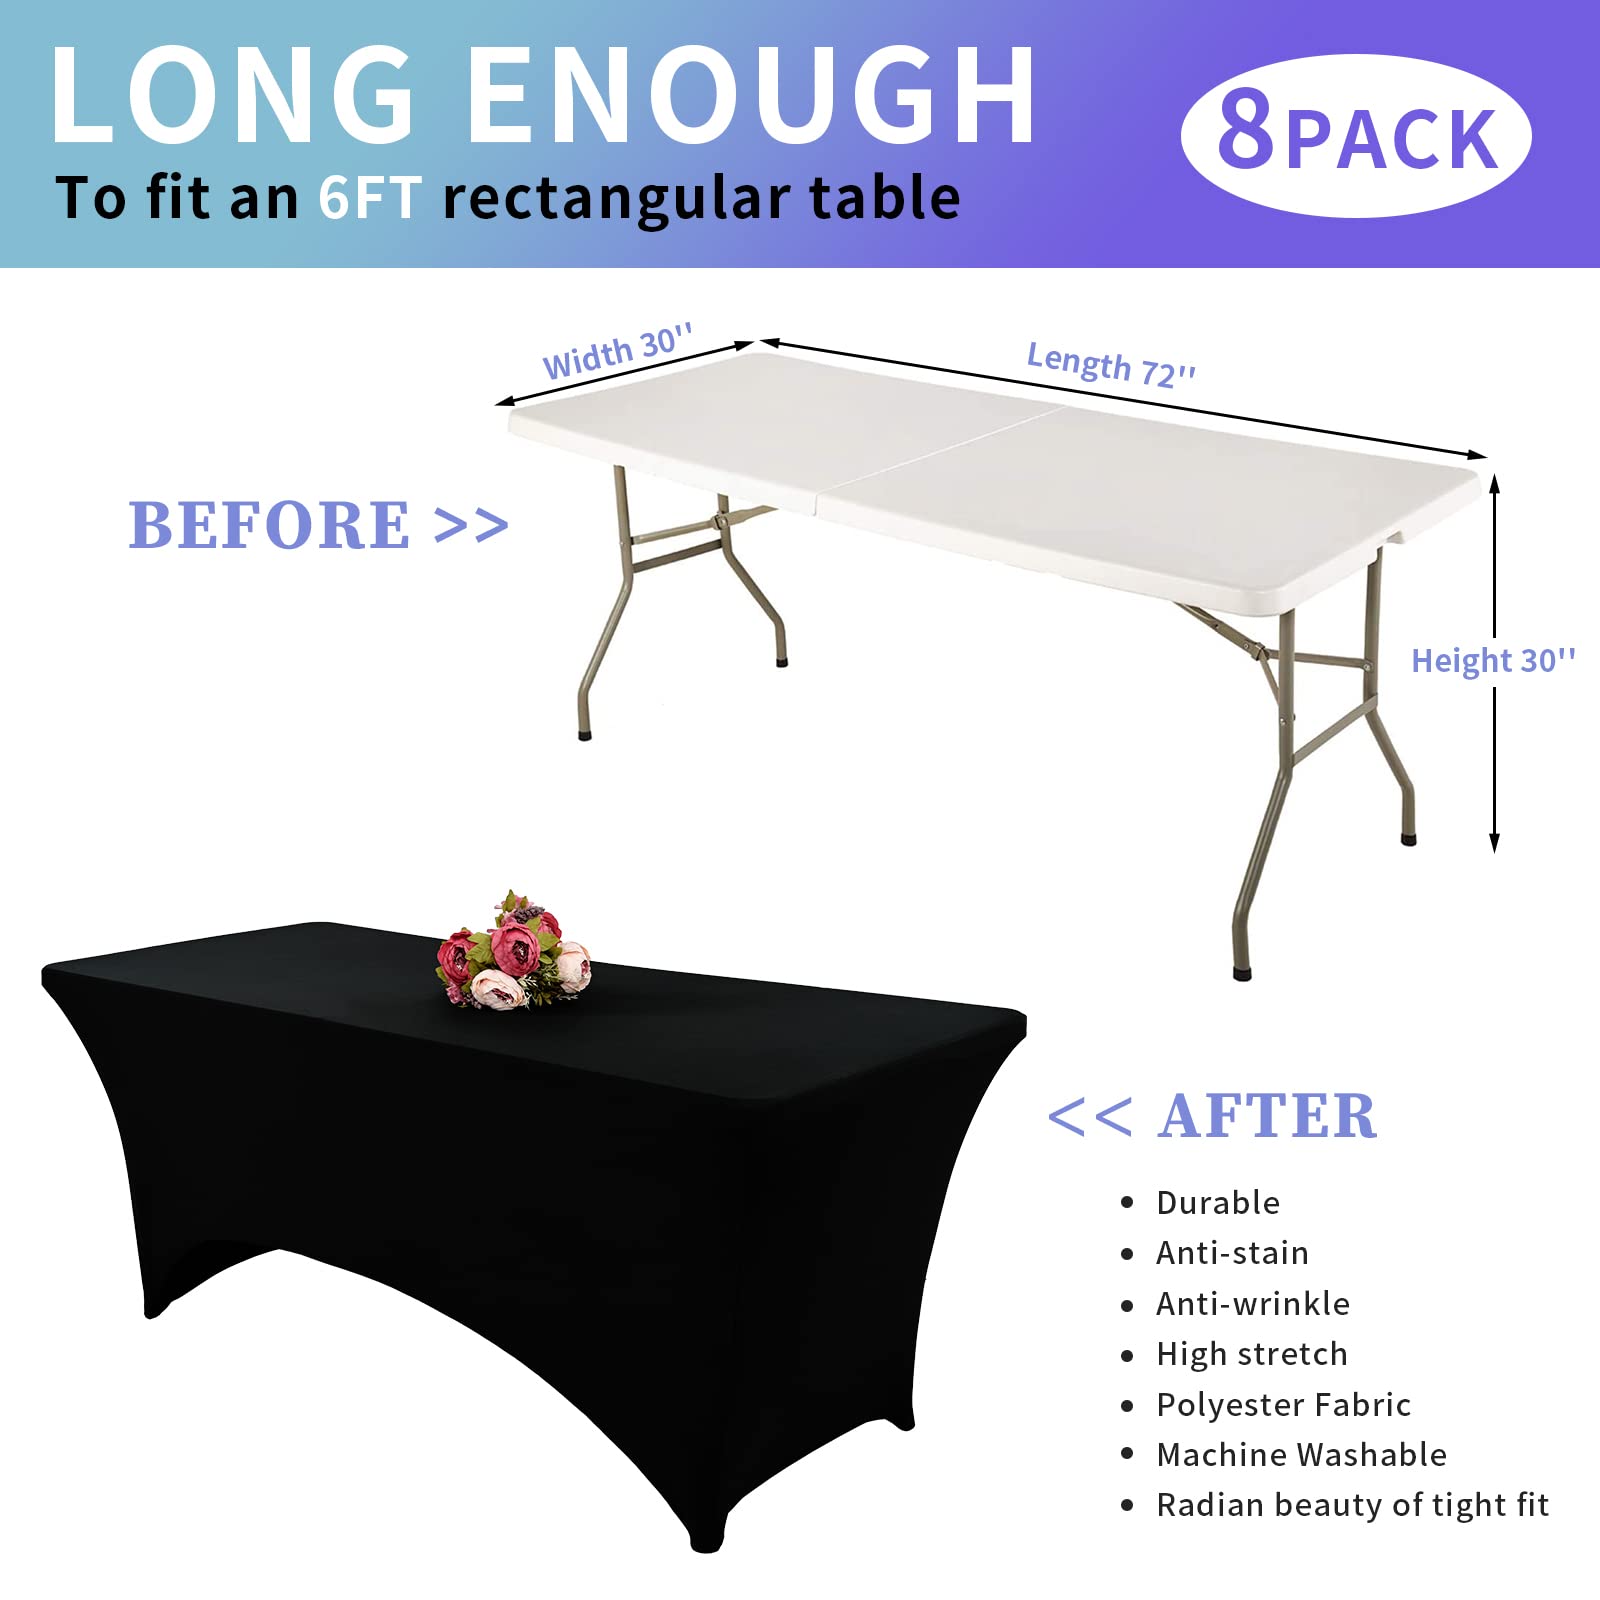 LONG ENOUGH
To fit an 6FT rectangular table
8PACK
Width 30''
Length 72''
BEFORE >>
Height 30''
<< AFTER
• Durable
• Anti-stain
• Anti-wrinkle
• High stretch
• Polyester Fabric
• Machine Washable
• Radian beauty of tight fit